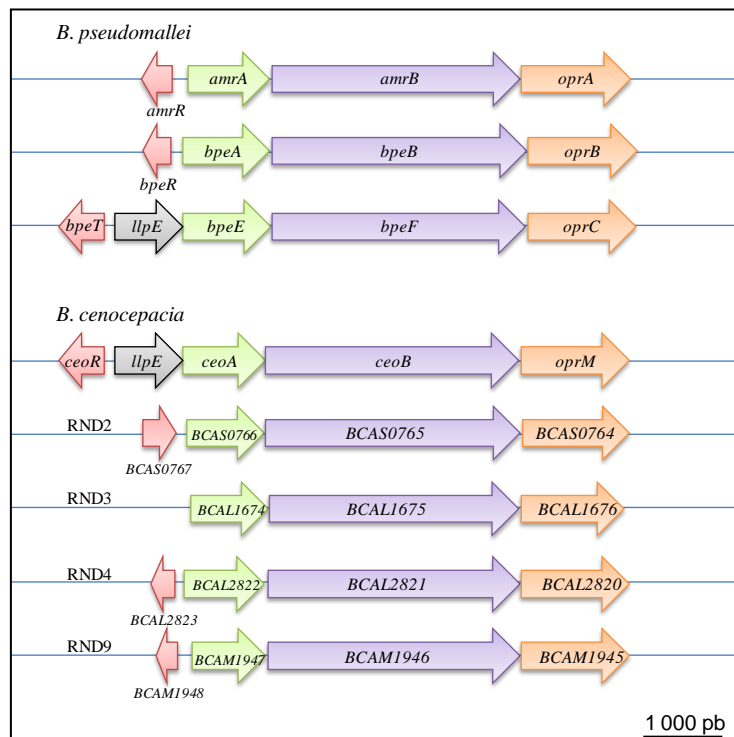 B. pseudomallei
amrA amrB oprA
amrR
bpeA bpeB oprB
bpeR
bpeT llpE bpeE bpeF oprC
B. cenocepacia
ceoR llpE ceoA ceoB oprM
RND2 BCAS0766 BCAS0765 BCAS0764
BCAS0767
RND3 BCAL1674 BCAL1675 BCAL1676
RND4 BCAL2822 BCAL2821 BCAL2820
BCAL2823
RND9 BCAM1947 BCAM1946 BCAM1945
BCAM1948
1 000 pb